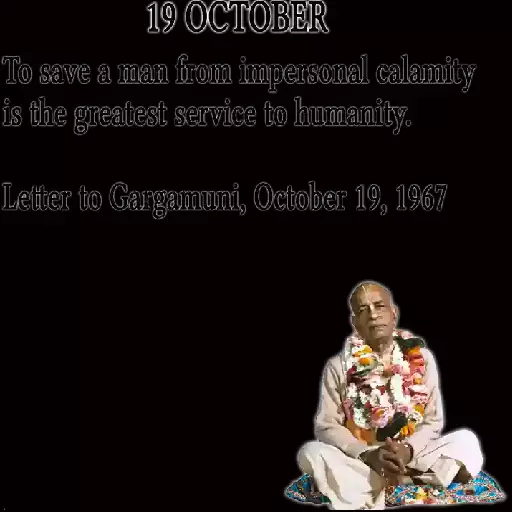 19 OCTOBER
To save a man from impersonal calamity
is the greatest service to humanity.
Letter to Gargamuni, October 19, 1967